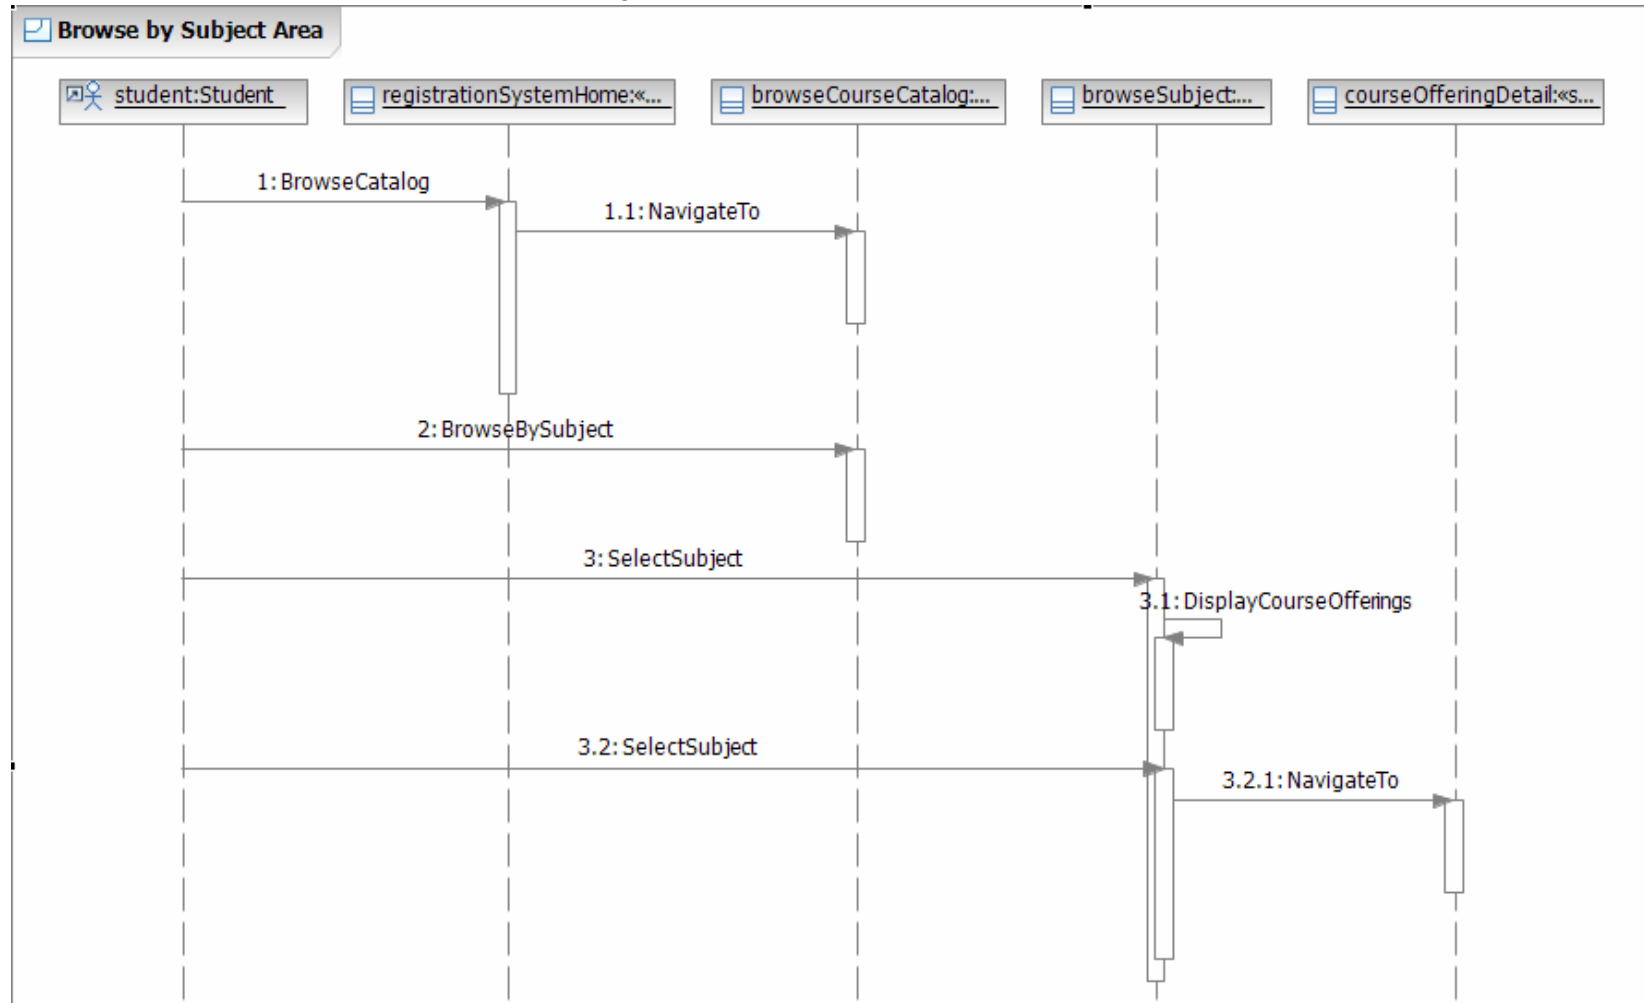 Browse by Subject Area
student:Student
registrationSystemHome:«...
browseCourseCatalog:...
browseSubject:...
courseOfferingDetail:«s...
1: BrowseCatalog
1.1: NavigateTo
2: BrowseBySubject
3: SelectSubject
3.1: DisplayCourseOfferings
3.2: SelectSubject
3.2.1: NavigateTo